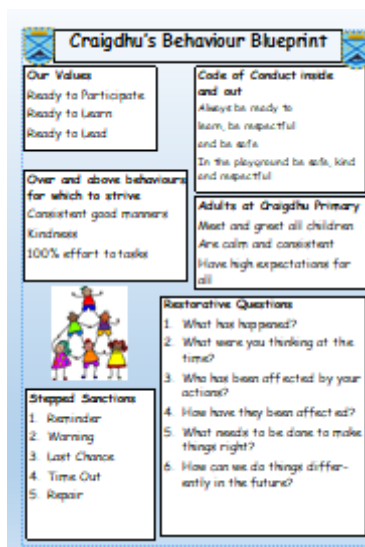 Craigdhu's Behaviour Blueprint
Our Values
Ready to Participate
Ready to Learn
Ready to Lead
Code of Conduct inside
and out
Always be ready to
learn, be respectful
and be safe
In the playground be safe, kind
and respectful
Over and above behaviours
for which to strive
Consistent good manners
Kindness
100% effort to tasks
Adults at Craigdhu Primary
Meet and greet all children
Are calm and consistent
Have high expectations for
all
Restorative Questions
1. What has happened?
2. What were you thinking at the
time?
3. Who has been affected by your
actions?
4. How have they been affected?
5. What needs to be done to make
things right?
6. How can we do things differ-
ently in the future?
Stepped Sanctions
1. Reminder
2. Warning
3. Last Chance
4. Time Out
5. Repair